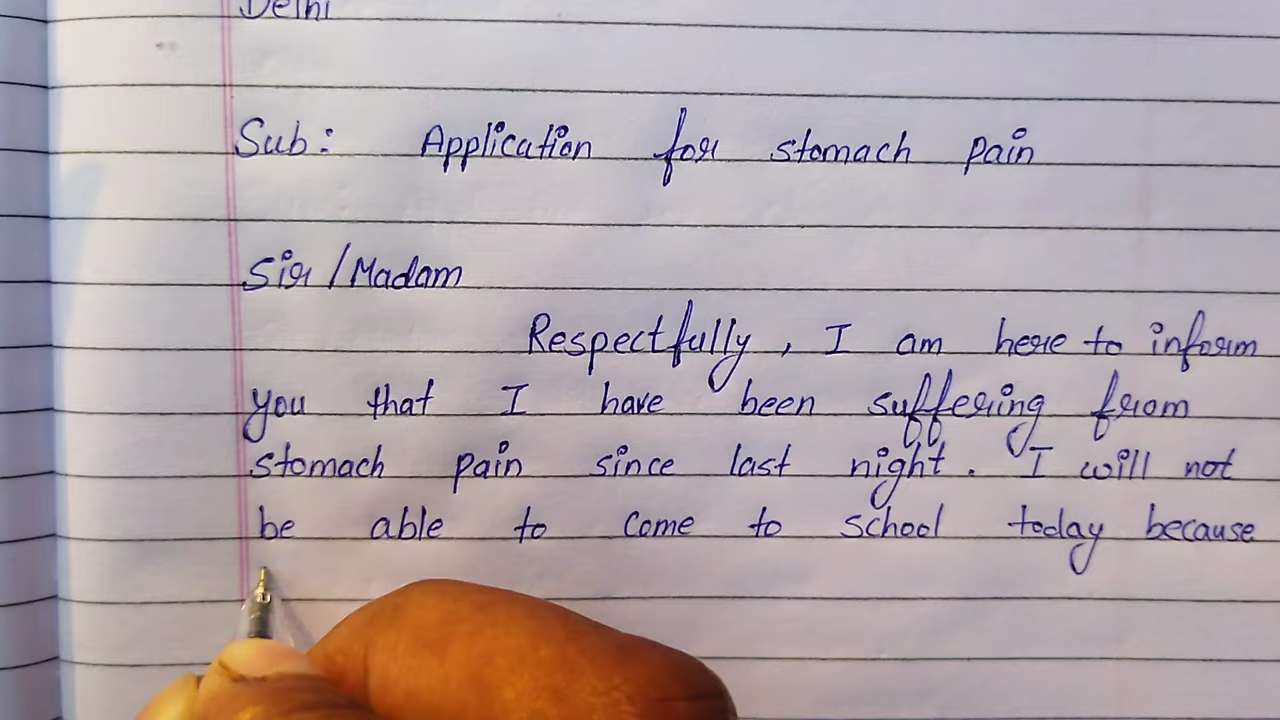 Delhi
Sub: Application for stomach pain
Sir/Madam
Respectfully, I am here to inform
you that I have been suffering from
stomach pain since last night. I will not
be able to come to school today because